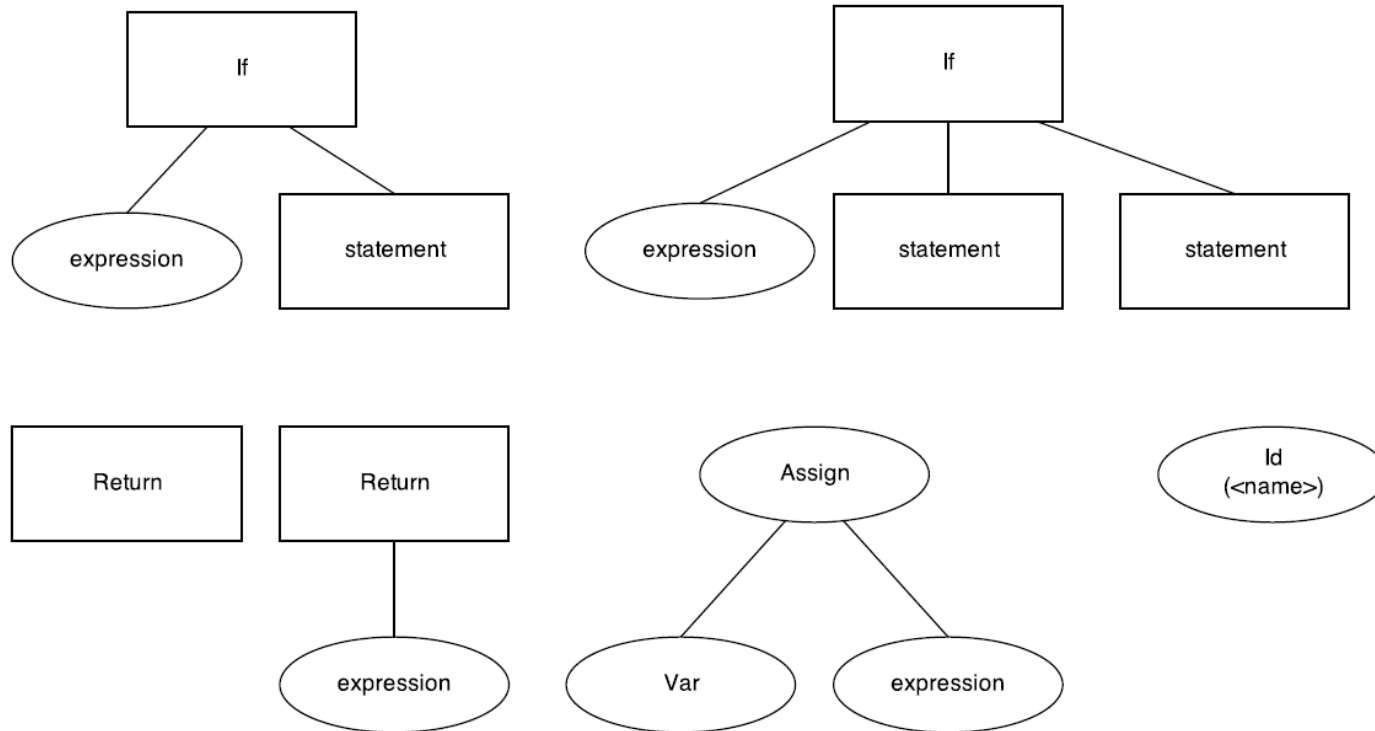 If
If
expression
statement
expression
statement
statement
Return
Return
Assign
Id
(<name>)
expression
Var
expression